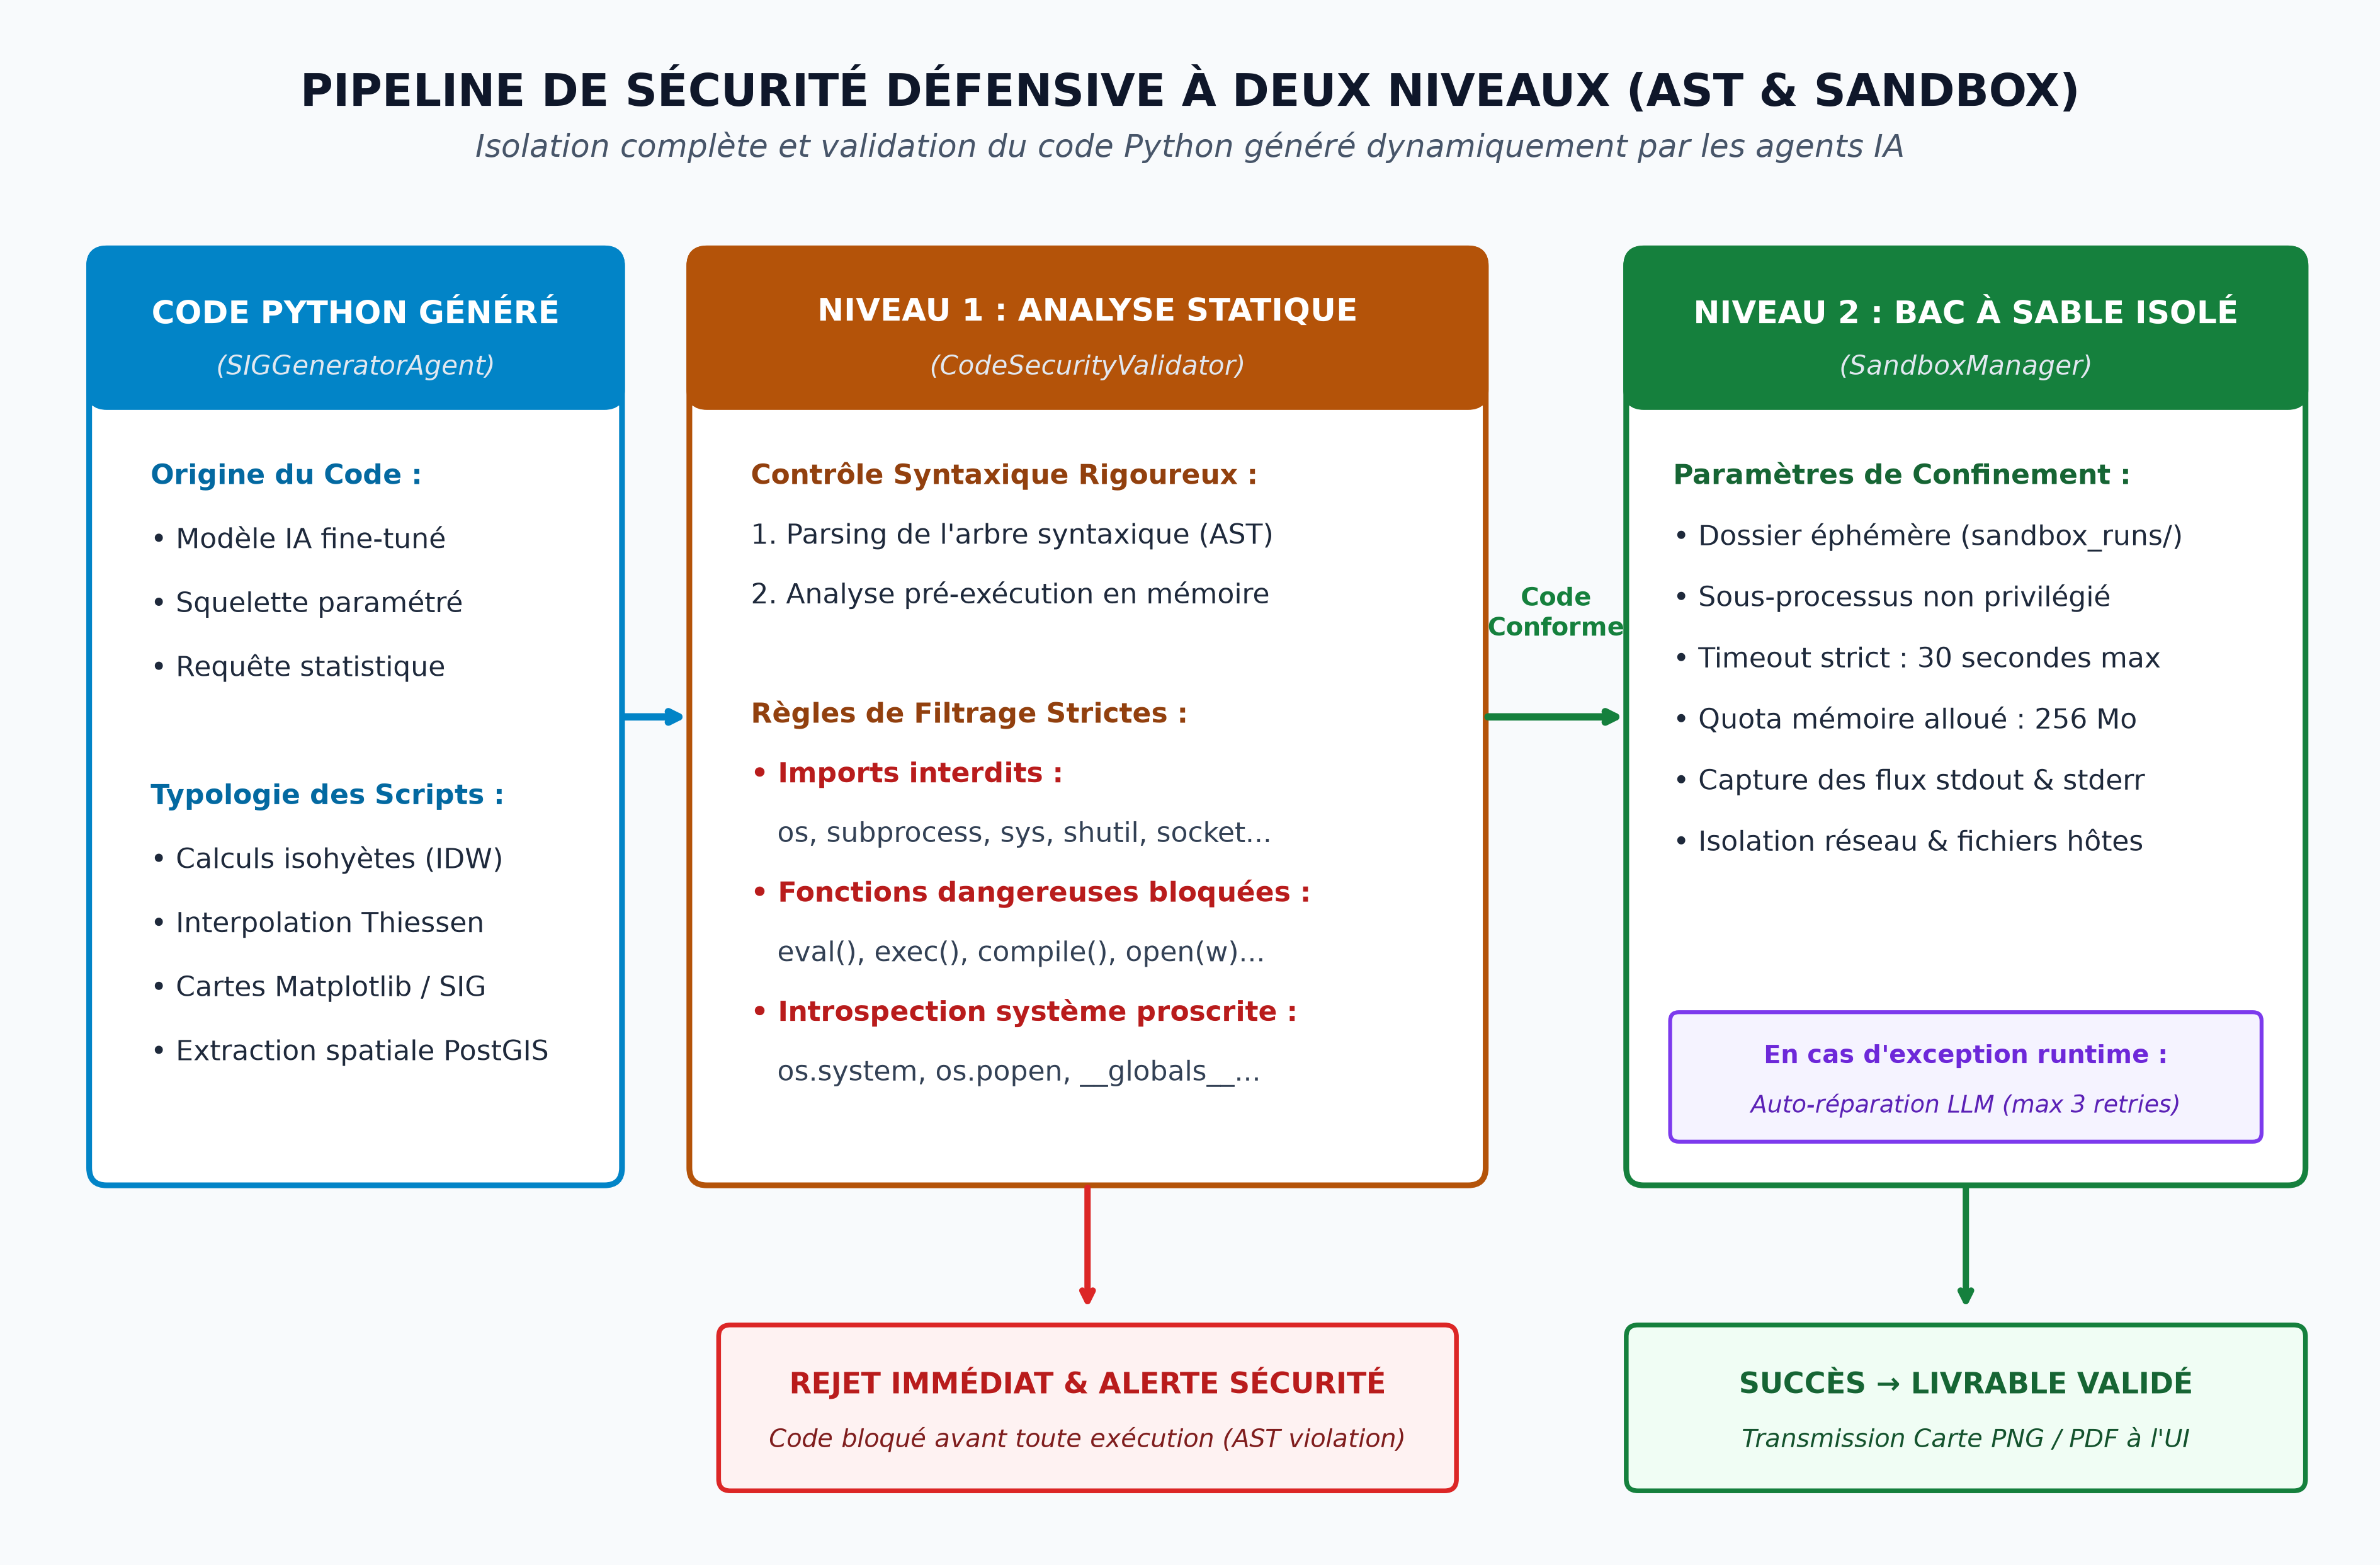 PIPELINE DE SÉCURITÉ DÉFENSIVE À DEUX NIVEAUX (AST & SANDBOX)
Isolation complète et validation du code Python généré dynamiquement par les agents IA
CODE PYTHON GÉNÉRÉ
(SIGGeneratorAgent)
Origine du Code :
• Modèle IA fine-tuné
• Squelette paramétré
• Requête statistique
Typologie des Scripts :
• Calculs isohyètes (IDW)
• Interpolation Thiessen
• Cartes Matplotlib / SIG
• Extraction spatiale PostGIS
NIVEAU 1 : ANALYSE STATIQUE
(CodeSecurityValidator)
Contrôle Syntaxique Rigoureux :
1. Parsing de l'arbre syntaxique (AST)
2. Analyse pré-exécution en mémoire
Règles de Filtrage Strictes :
• Imports interdits :
os, subprocess, sys, shutil, socket...
• Fonctions dangereuses bloquées :
eval(), exec(), compile(), open(w)...
• Introspection système proscrite :
os.system, os.popen, __globals__...
Code
Conforme
NIVEAU 2 : BAC À SABLE ISOLÉ
(SandboxManager)
Paramètres de Confinement :
• Dossier éphémère (sandbox_runs/)
• Sous-processus non privilégié
• Timeout strict : 30 secondes max
• Quota mémoire alloué : 256 Mo
• Capture des flux stdout & stderr
• Isolation réseau & fichiers hôtes
En cas d'exception runtime :
Auto-réparation LLM (max 3 retries)
REJET IMMÉDIAT & ALERTE SÉCURITÉ
Code bloqué avant toute exécution (AST violation)
SUCCÈS → LIVRABLE VALIDÉ
Transmission Carte PNG / PDF à l'UI